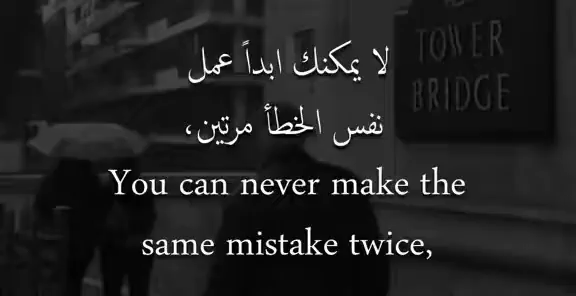 TOWER
BRIDGE
لا يمكنك ابداً عمل
نفس الخطأ مرتين،
You can never make the
same mistake twice,